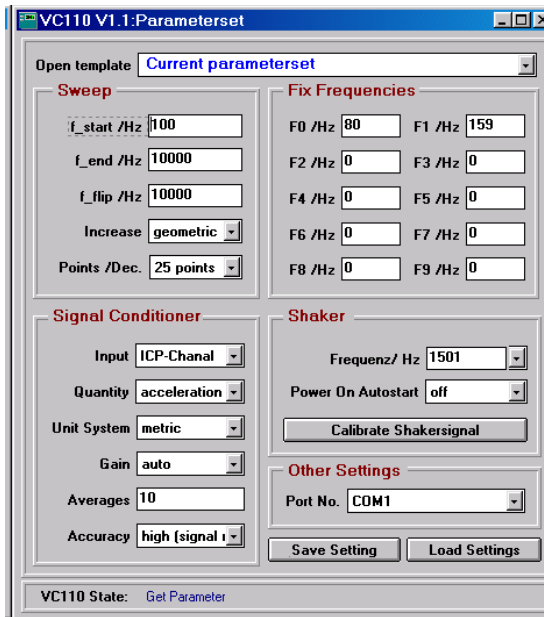 VC110 V1.1:Parameterset
Open template Current parameterset
Sweep
f_start /Hz 100
f_end /Hz 10000
f_flip /Hz 10000
Increase geometric
Points /Dec. 25 points
Fix Frequencies
F0 /Hz 80 F1 /Hz 159
F2 /Hz 0 F3 /Hz 0
F4 /Hz 0 F5 /Hz 0
F6 /Hz 0 F7 /Hz 0
F8 /Hz 0 F9 /Hz 0
Signal Conditioner
Input ICP-Chanal
Quantity acceleration
Unit System metric
Gain auto
Averages 10
Accuracy high (signal
Shaker
Frequenz/ Hz 1501
Power On Autostart off
Calibrate Shakersignal
Other Settings
Port No. COM1
Save Setting Load Settings
VC110 State: Get Parameter